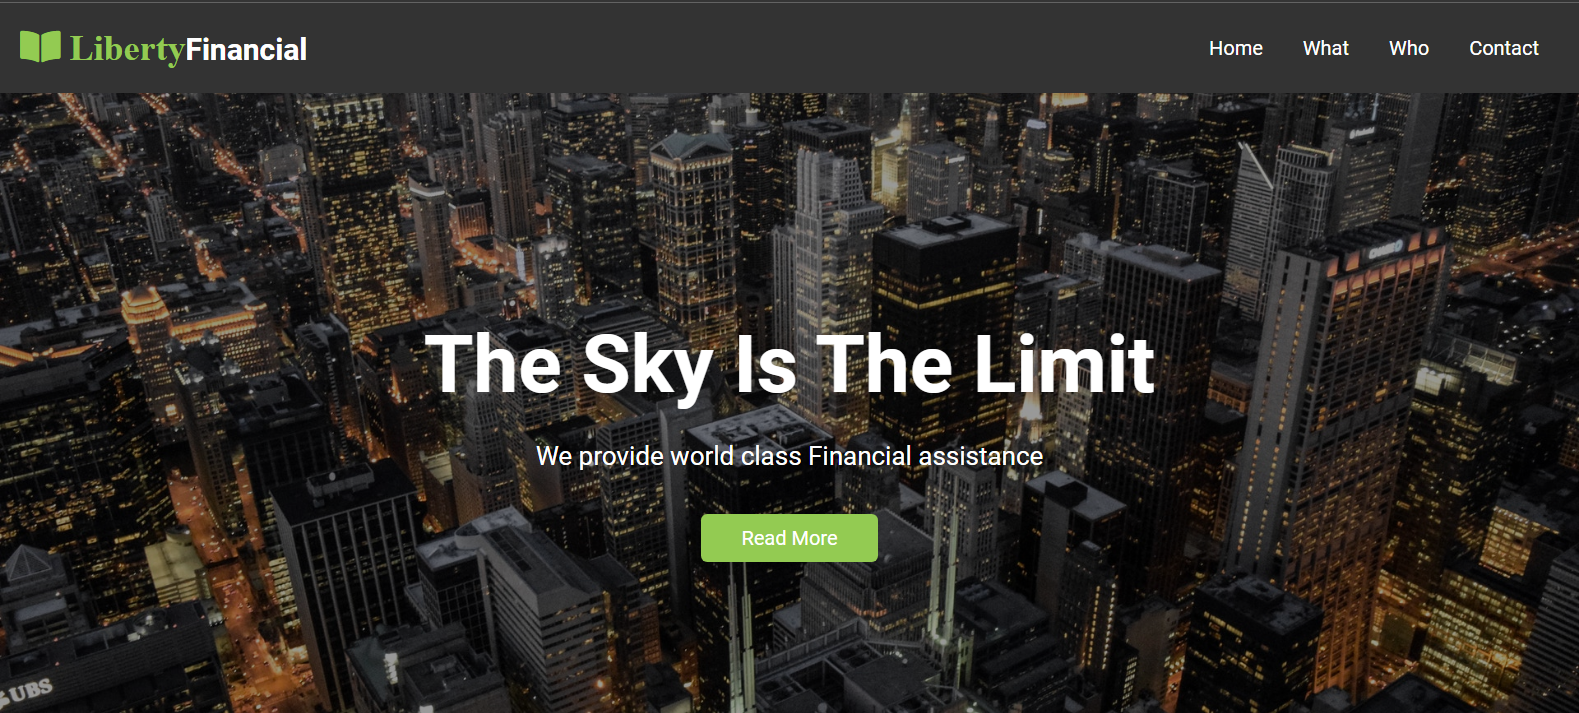 LibertyFinancial
Home What Who Contact
The Sky Is The Limit
We provide world class Financial assistance
Read More
UBS